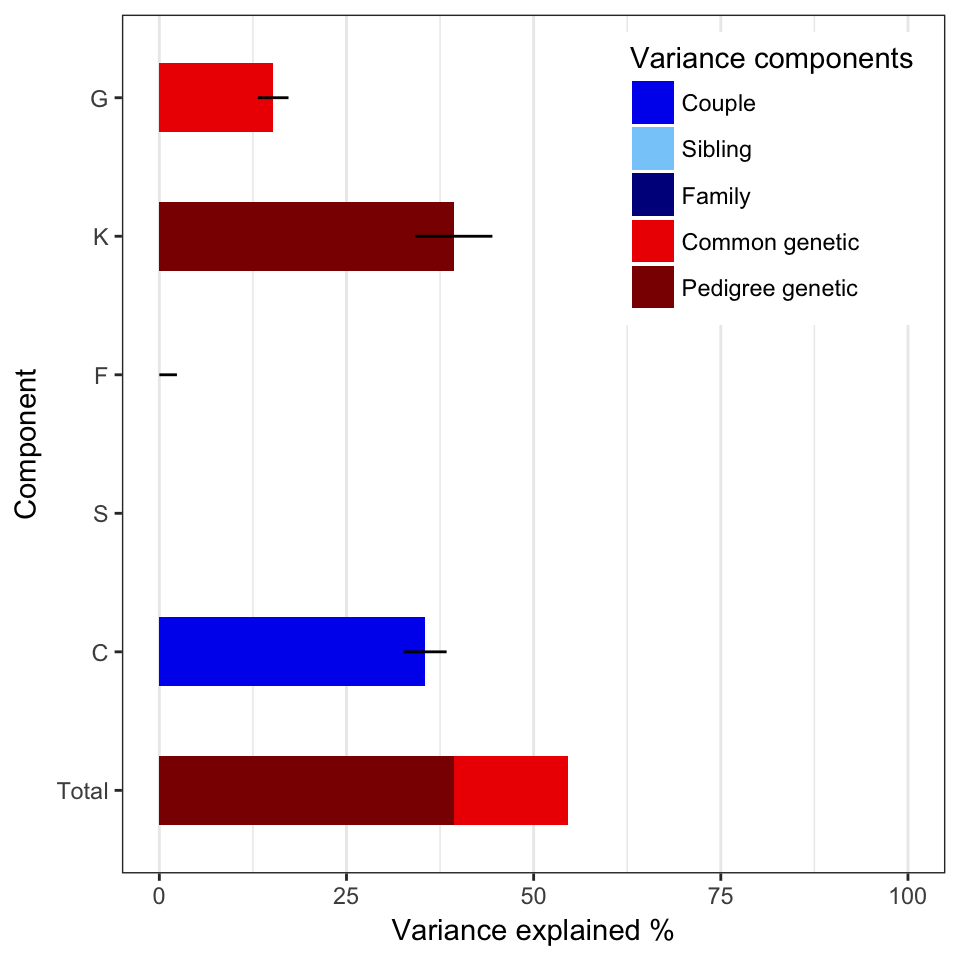 Variance components
Couple
Sibling
Family
Common genetic
Pedigree genetic
Component
G
K
F
S
C
Total
0 25 50 75 100
Variance explained %